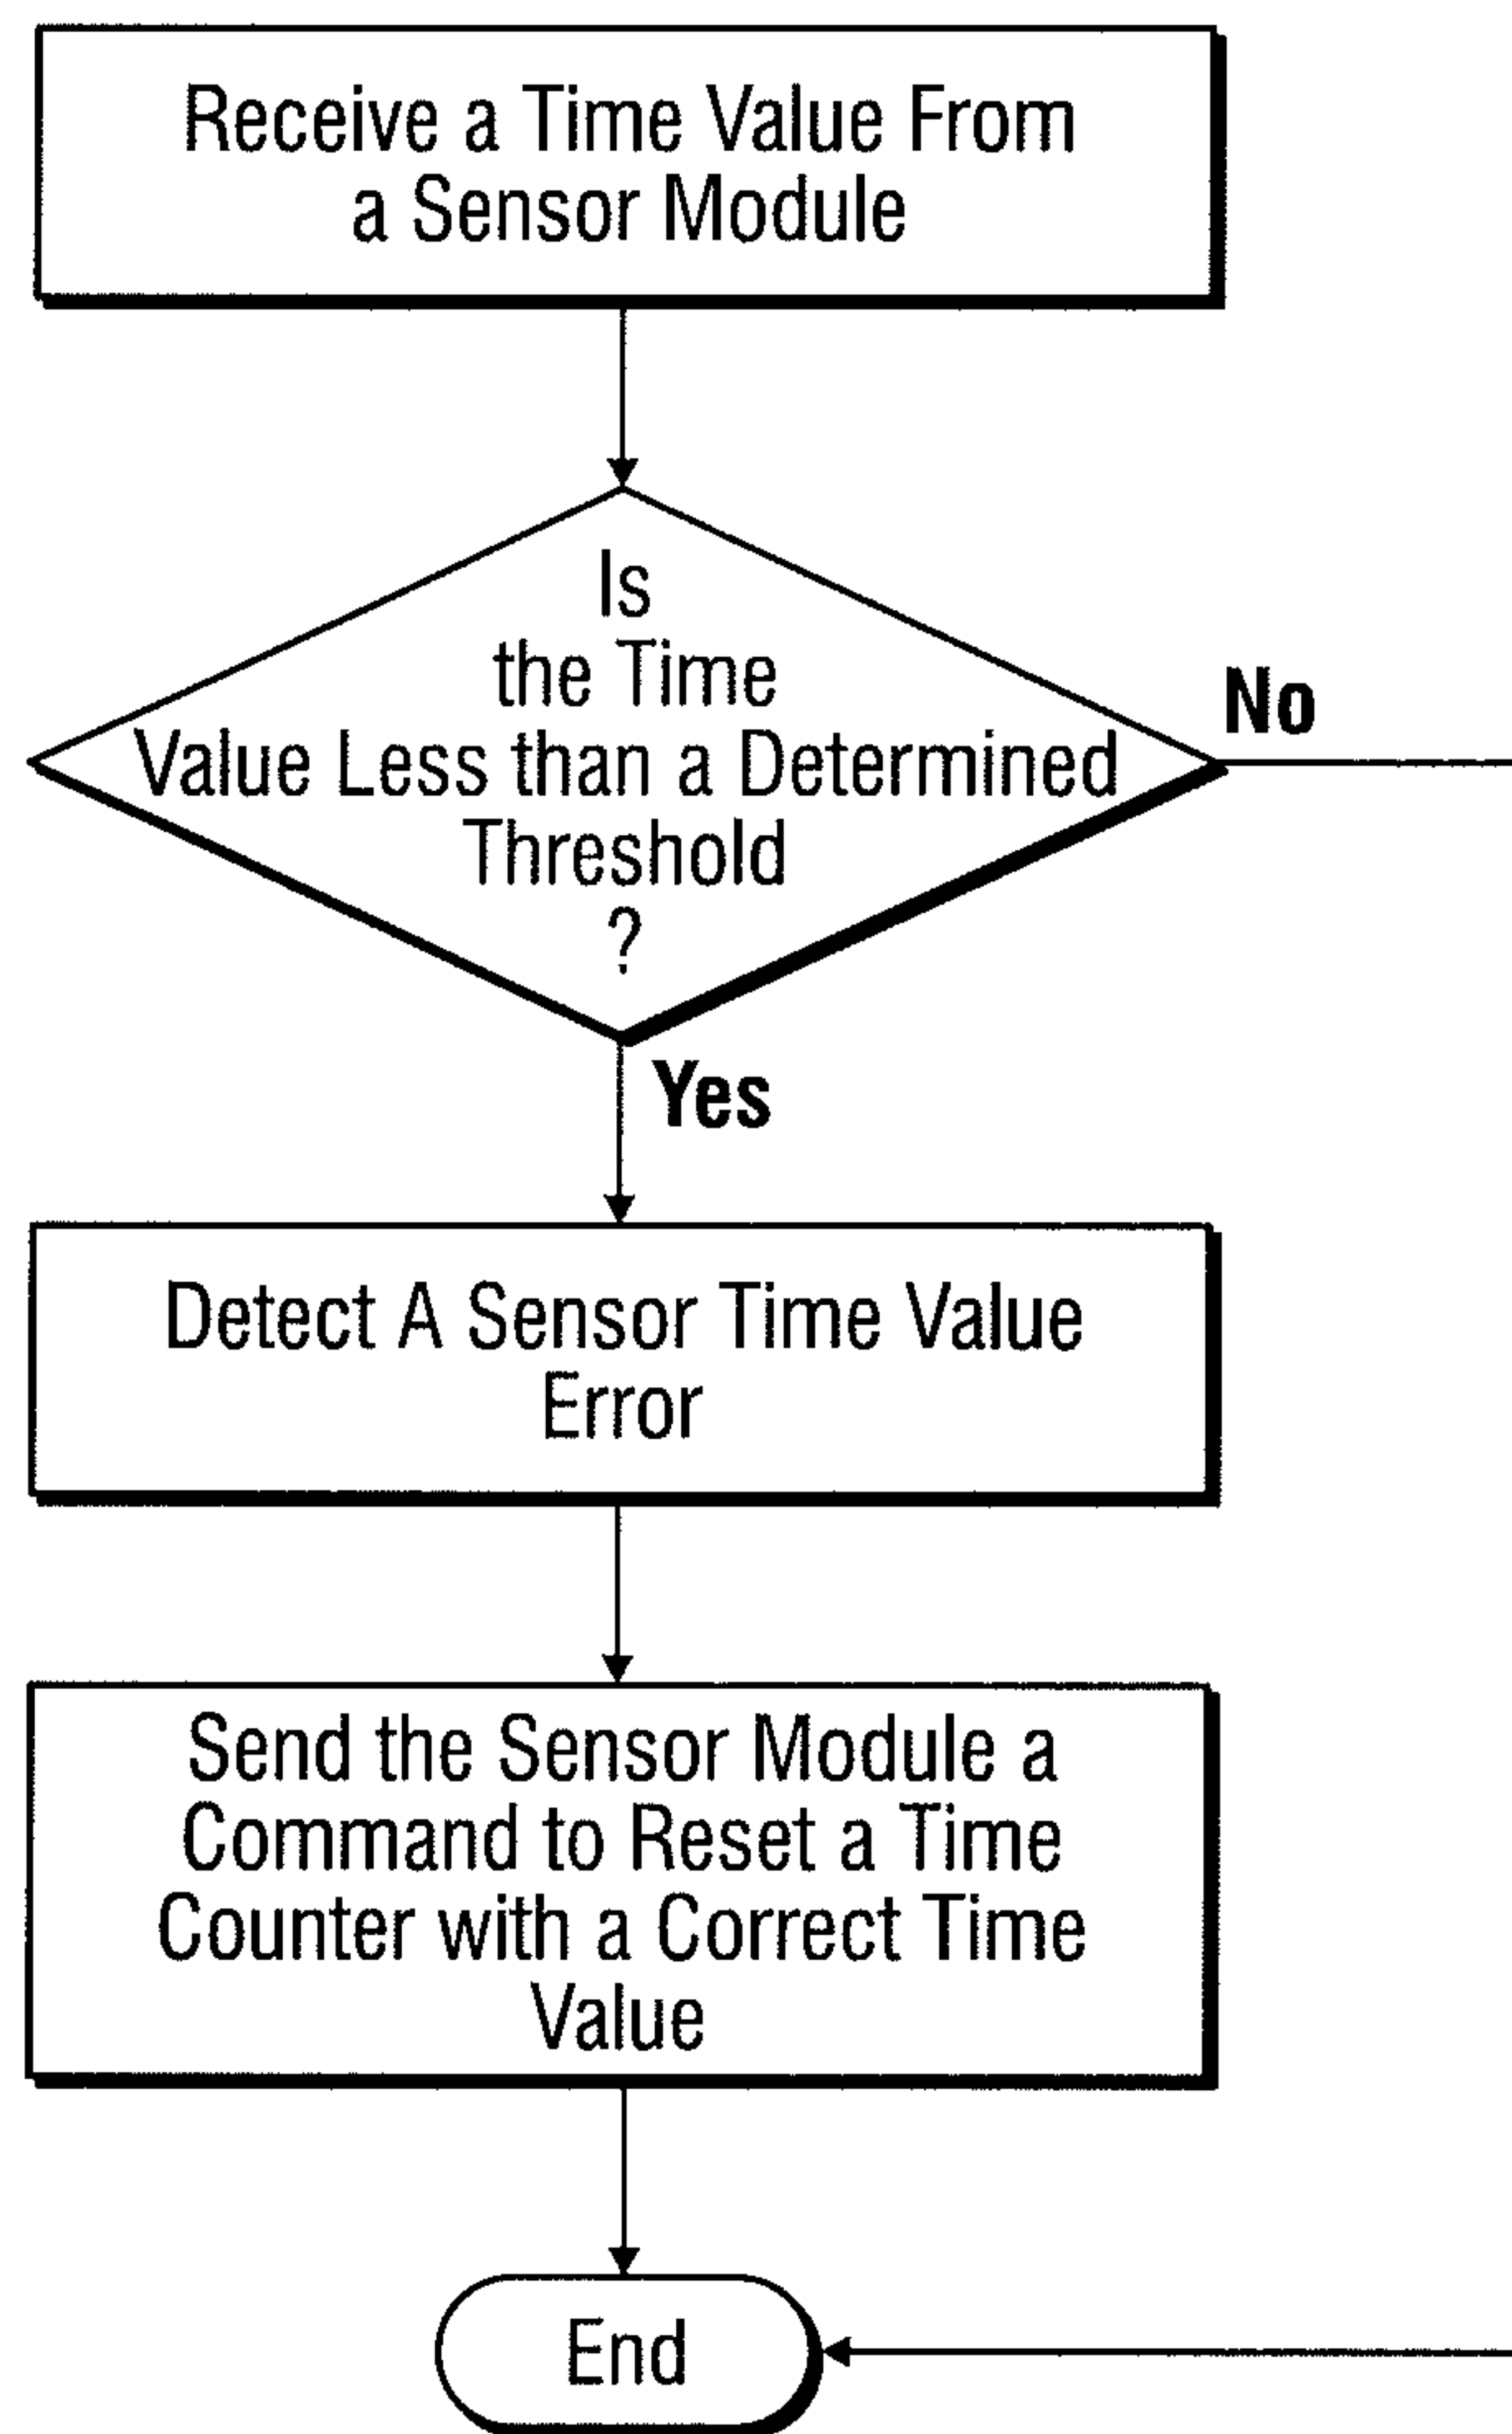 Receive a Time Value From
a Sensor Module
Is
the Time
Value Less than a Determined
Threshold
?
No
Yes
Detect A Sensor Time Value
Error
Send the Sensor Module a
Command to Reset a Time
Counter with a Correct Time
Value
End